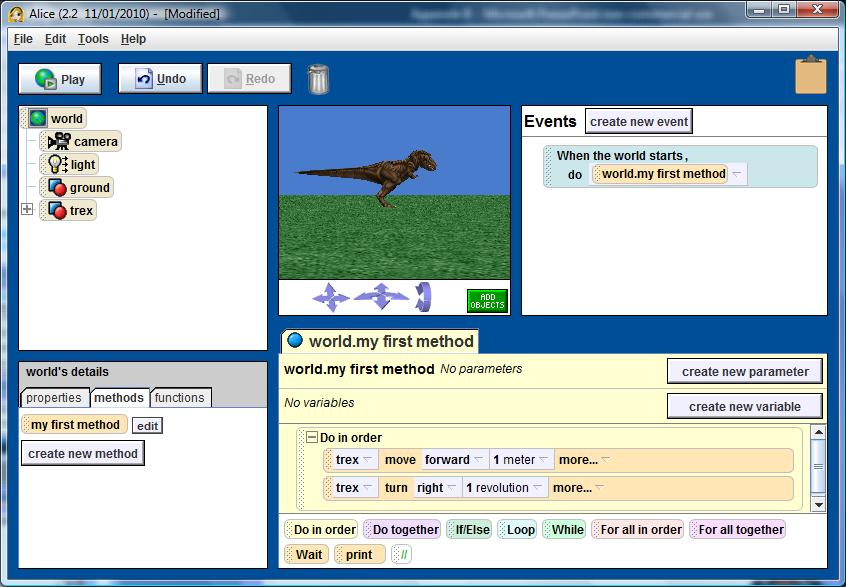 Alice (2.2 11/01/2010) - [Modified]
File Edit Tools Help
Play Undo Redo
world
camera
light
ground
trex
ADD
OBJECTS
Events create new event
When the world starts,
do world.my first method
world's details
properties methods functions
my first method edit
create new method
world.my first method
world.my first method No parameters create new parameter
No variables create new variable
Do in order
trex move forward 1 meter more...
trex turn right 1 revolution more...
Do in order Do together If/Else Loop While For all in order For all together
Wait print //